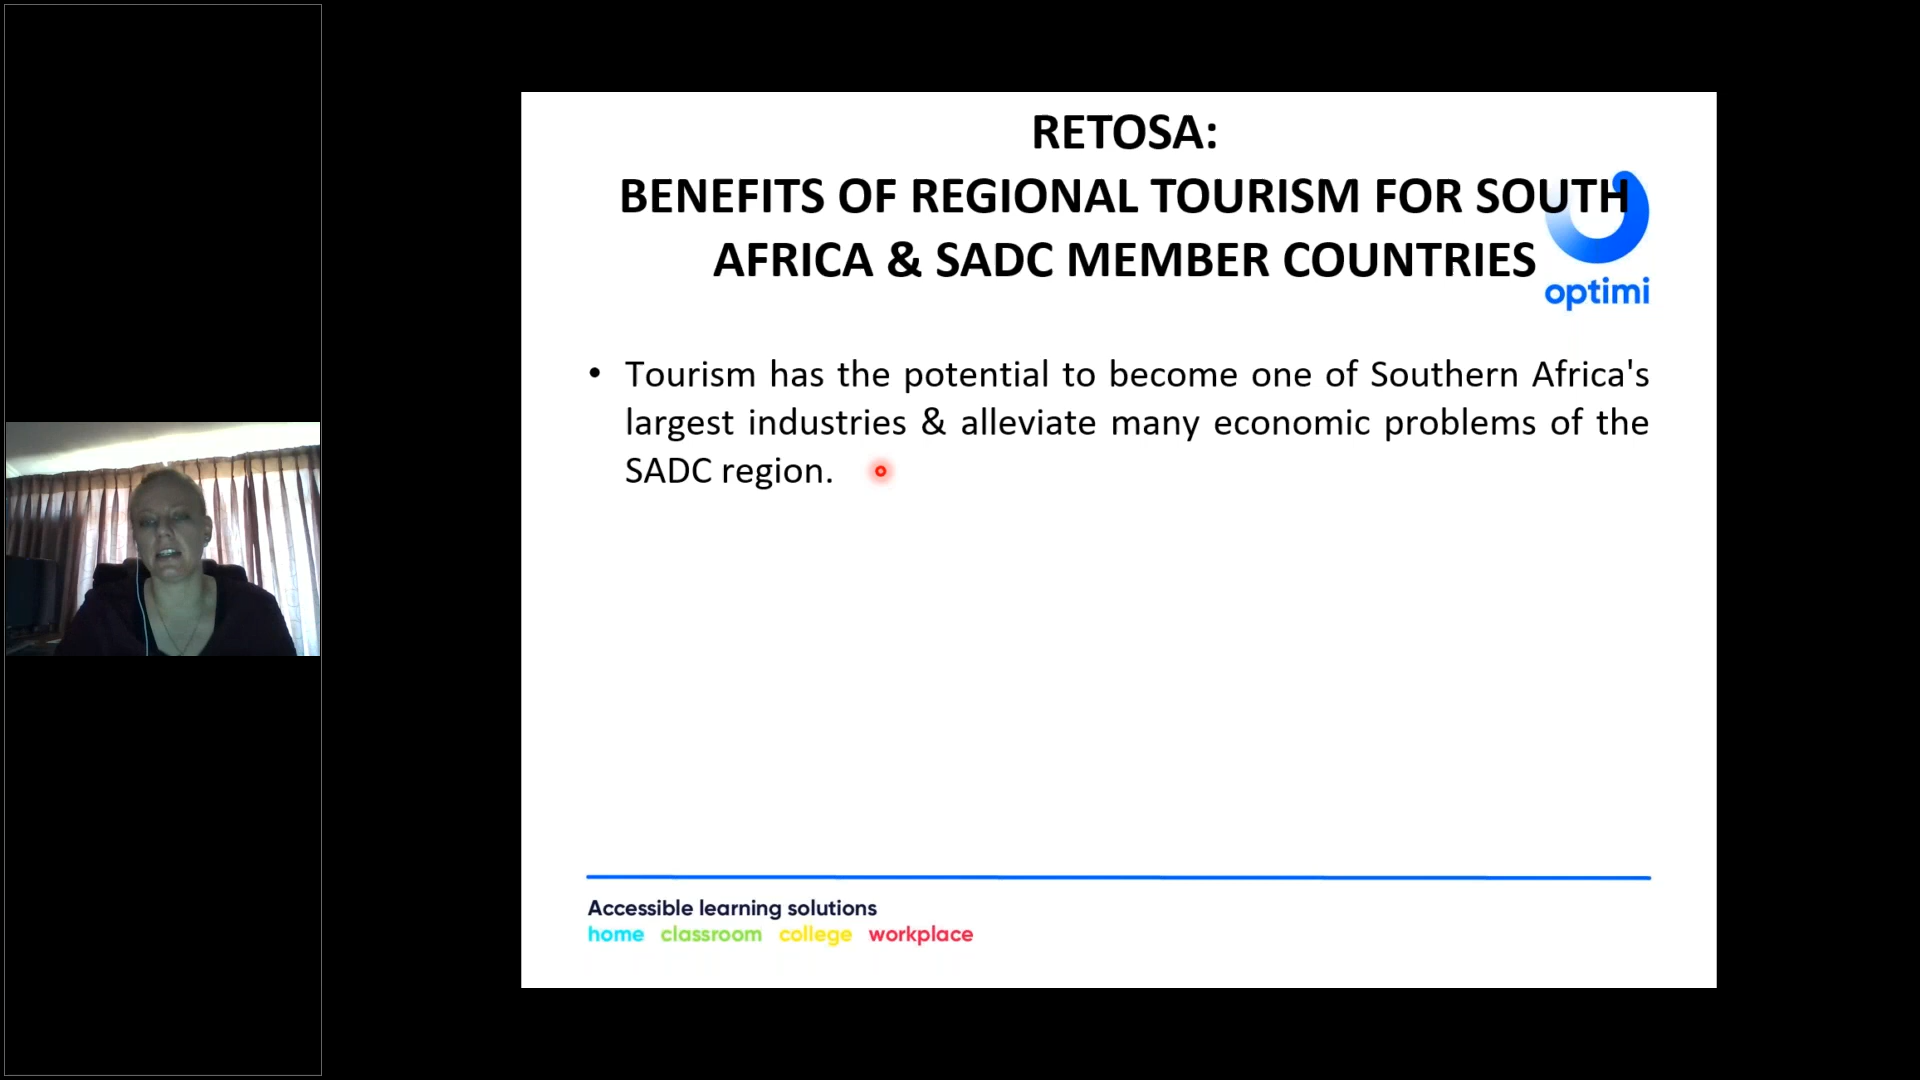 RETOSA:
BENEFITS OF REGIONAL TOURISM FOR SOUTH
AFRICA & SADC MEMBER COUNTRIES
optimi
• Tourism has the potential to become one of Southern Africa's
largest industries & alleviate many economic problems of the
SADC region.
Accessible learning solutions
home classroom college workplace